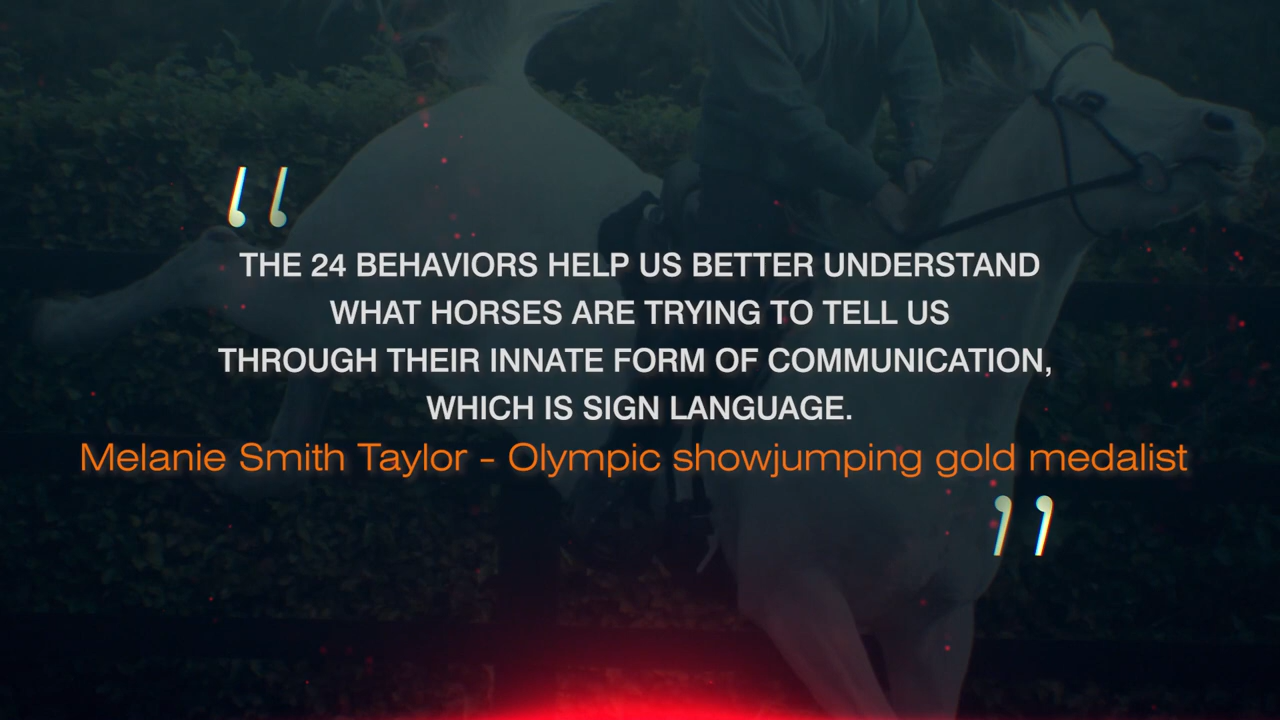 “
THE 24 BEHAVIORS HELP US BETTER UNDERSTAND
WHAT HORSES ARE TRYING TO TELL US
THROUGH THEIR INNATE FORM OF COMMUNICATION,
WHICH IS SIGN LANGUAGE.
Melanie Smith Taylor - Olympic showjumping gold medalist
”